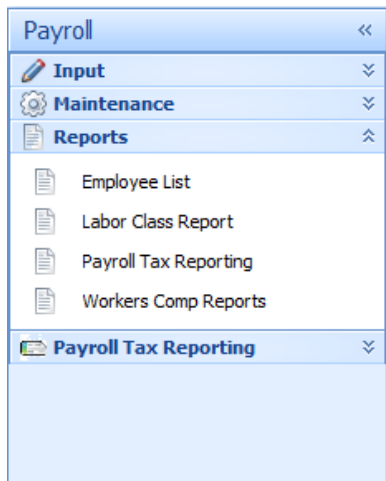 Payroll
Input
Maintenance
Reports
Employee List
Labor Class Report
Payroll Tax Reporting
Workers Comp Reports
Payroll Tax Reporting